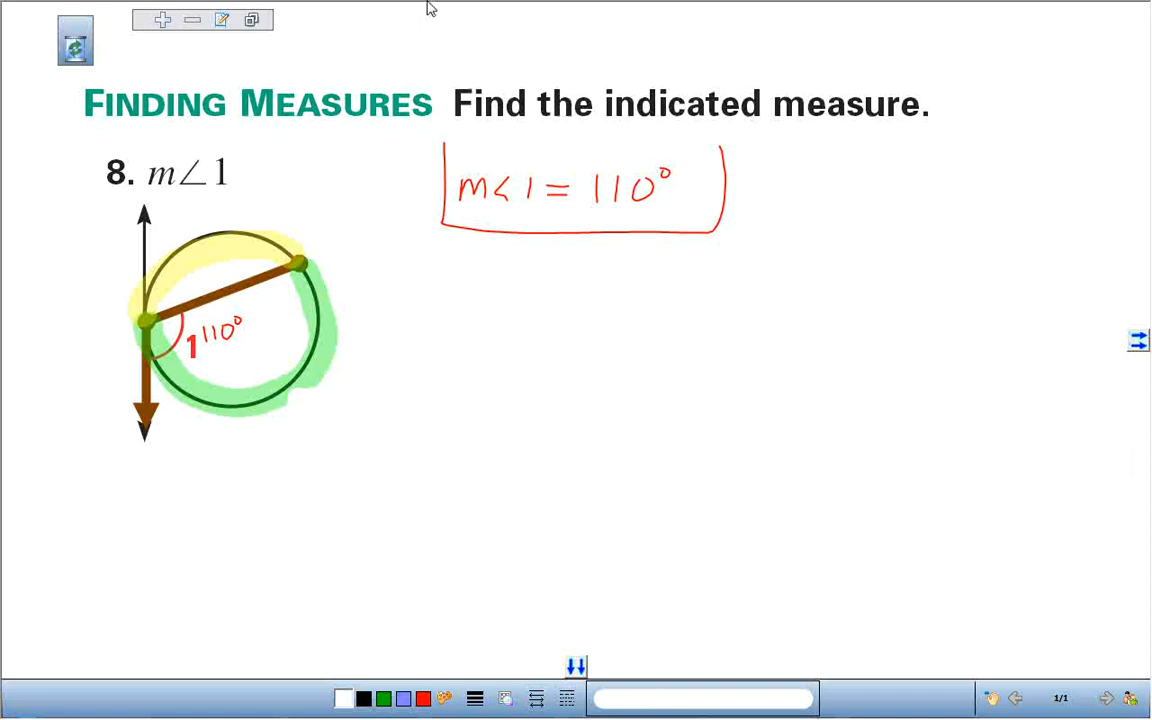 FINDING MEASURES Find the indicated measure.
8. m∠1
m<1 = 110°
1 110°
1/1